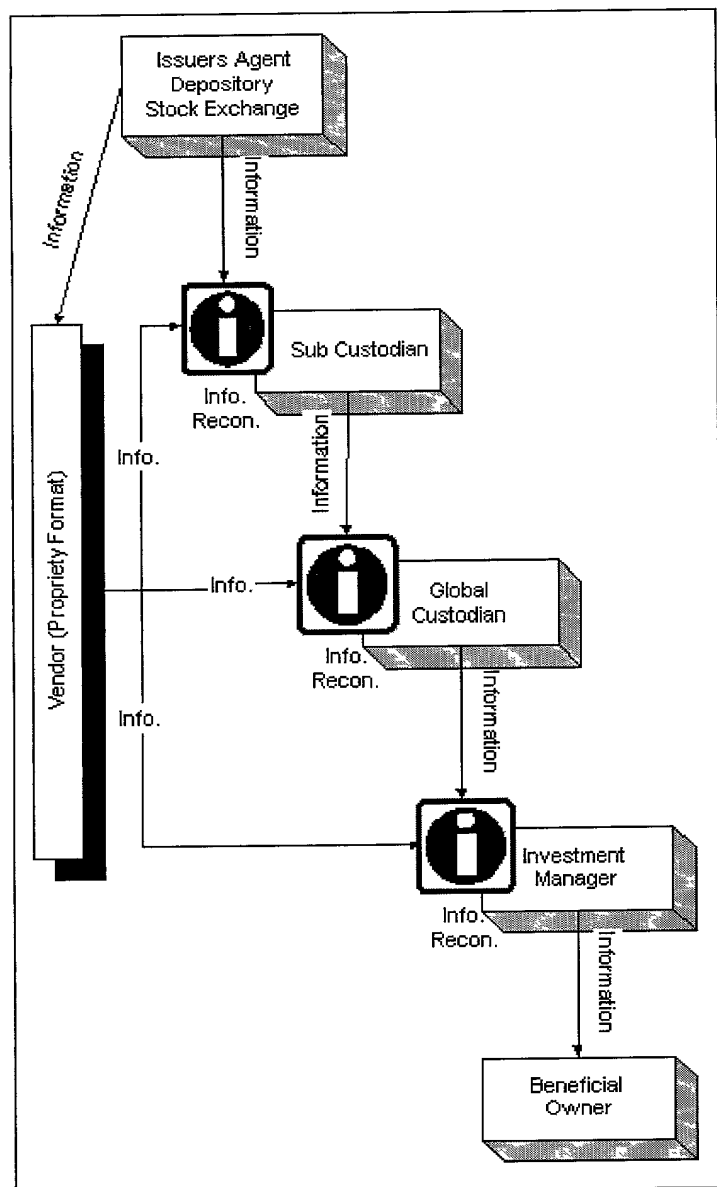 Issuers Agent
Depository
Stock Exchange
Information
Information
Sub Custodian
Info.
Recon.
Info.
Information
Vendor (Propriety Format)
Info.
Global
Custodian
Info.
Recon.
Info.
Information
Investment
Manager
Info.
Recon.
Information
Beneficial
Owner